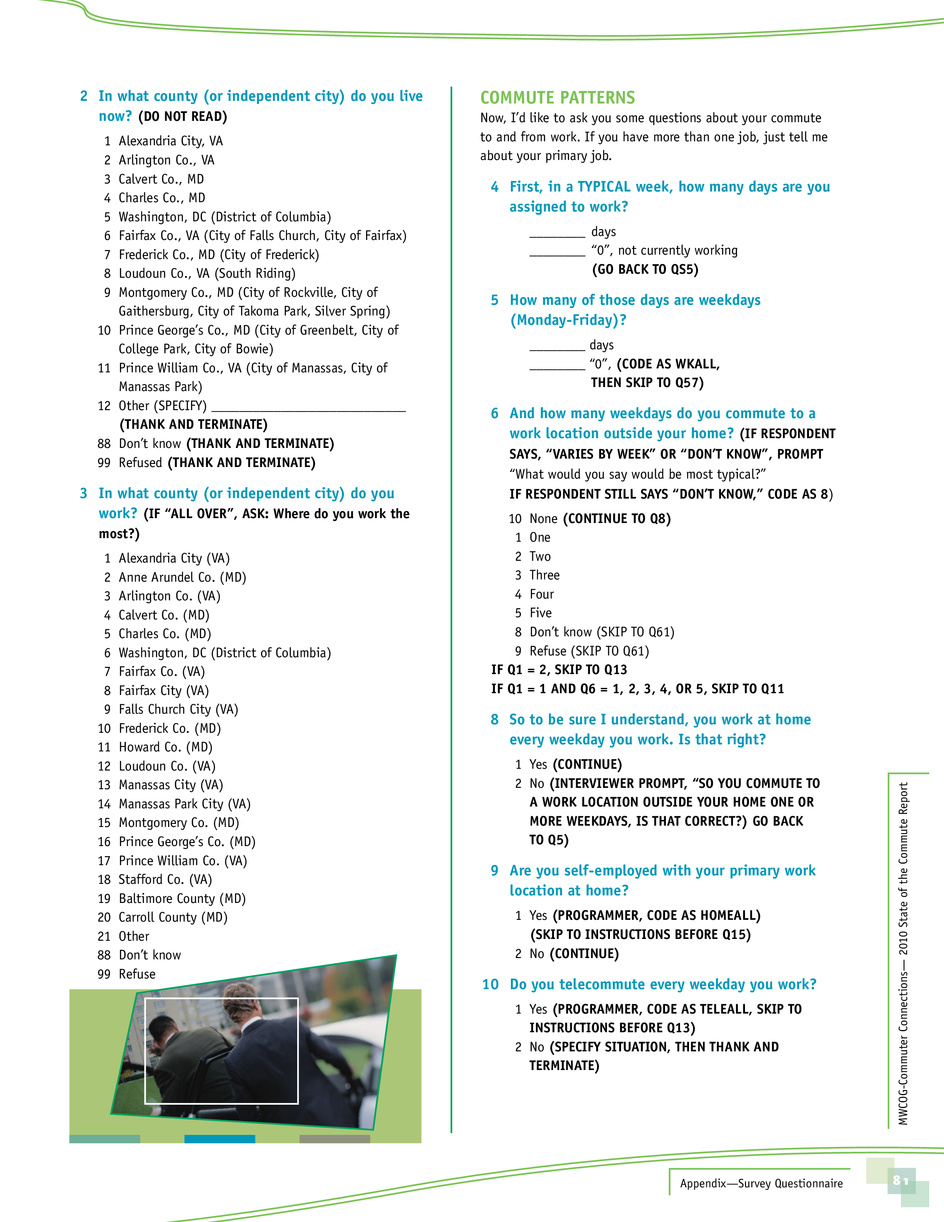 2 In what county (or independent city) do you live
now? (DO NOT READ)
1 Alexandria City, VA
2 Arlington Co., VA
3 Calvert Co., MD
4 Charles Co., MD
5 Washington, DC (District of Columbia)
6 Fairfax Co., VA (City of Falls Church, City of Fairfax)
7 Frederick Co., MD (City of Frederick)
8 Loudoun Co., VA (South Riding)
9 Montgomery Co., MD (City of Rockville, City of
Gaithersburg, City of Takoma Park, Silver Spring)
10 Prince George's Co., MD (City of Greenbelt, City of
College Park, City of Bowie)
11 Prince William Co., VA (City of Manassas, City of
Manassas Park)
12 Other (SPECIFY) ____________________________
(THANK AND TERMINATE)
88 Don't know (THANK AND TERMINATE)
99 Refused (THANK AND TERMINATE)
3 In what county (or independent city) do you
work? (IF “ALL OVER”, ASK: Where do you work the
most?)
1 Alexandria City (VA)
2 Anne Arundel Co. (MD)
3 Arlington Co. (VA)
4 Calvert Co. (MD)
5 Charles Co. (MD)
6 Washington, DC (District of Columbia)
7 Fairfax Co. (VA)
8 Fairfax City (VA)
9 Falls Church City (VA)
10 Frederick Co. (MD)
11 Howard Co. (MD)
12 Loudoun Co. (VA)
13 Manassas City (VA)
14 Manassas Park City (VA)
15 Montgomery Co. (MD)
16 Prince George's Co. (MD)
17 Prince William Co. (VA)
18 Stafford Co. (VA)
19 Baltimore County (MD)
20 Carroll County (MD)
21 Other
88 Don't know
99 Refuse
COMMUTE PATTERNS
Now, I'd like to ask you some questions about your commute
to and from work. If you have more than one job, just tell me
about your primary job.
4 First, in a TYPICAL week, how many days are you
assigned to work?
________ days
________ “0”, not currently working
(GO BACK TO QS5)
5 How many of those days are weekdays
(Monday-Friday)?
________ days
________ “0”, (CODE AS WKALL,
THEN SKIP TO Q57)
6 And how many weekdays do you commute to a
work location outside your home? (IF RESPONDENT
SAYS, “VARIES BY WEEK” OR “DON'T KNOW”, PROMPT
“What would you say would be most typical?”
IF RESPONDENT STILL SAYS “DON'T KNOW,” CODE AS 8)
10 None (CONTINUE TO Q8)
1 One
2 Two
3 Three
4 Four
5 Five
8 Don't know (SKIP TO Q61)
9 Refuse (SKIP TO Q61)
IF Q1 = 2, SKIP TO Q13
IF Q1 = 1 AND Q6 = 1, 2, 3, 4, OR 5, SKIP TO Q11
8 So to be sure I understand, you work at home
every weekday you work. Is that right?
1 Yes (CONTINUE)
2 No (INTERVIEWER PROMPT, “SO YOU COMMUTE TO
A WORK LOCATION OUTSIDE YOUR HOME ONE OR
MORE WEEKDAYS, IS THAT CORRECT?) GO BACK
TO Q5)
9 Are you self-employed with your primary work
location at home?
1 Yes (PROGRAMMER, CODE AS HOMEALL)
(SKIP TO INSTRUCTIONS BEFORE Q15)
2 No (CONTINUE)
10 Do you telecommute every weekday you work?
1 Yes (PROGRAMMER, CODE AS TELEALL, SKIP TO
INSTRUCTIONS BEFORE Q13)
2 No (SPECIFY SITUATION, THEN THANK AND
TERMINATE)
MWCOG-Commuter Connections— 2010 State of the Commute Report
Appendix—Survey Questionnaire
81